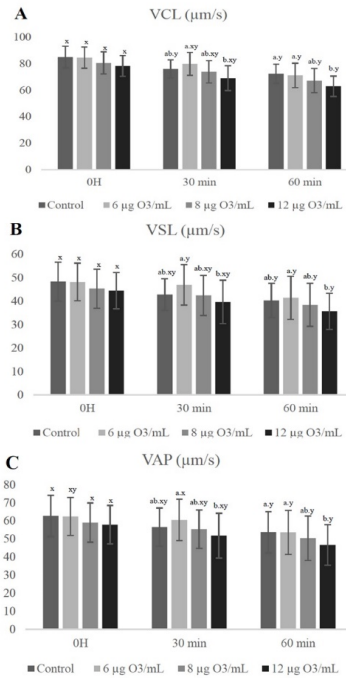 A
VCL (µm/s)
100
80
60
40
20
0
x x x x
ab.y a.xy ab.xy b.xy
a.y a.y ab.y b.y
0H 30 min 60 min
Control 6 µg O3/mL 8 µg O3/mL 12 µg O3/mL
B
VSL (µm/s)
60
50
40
30
20
10
0
x x x x
ab.xy a.y ab.xy b.xy
ab.y a.y ab.y b.y
0H 30 min 60 min
Control 6 µg O3/mL 8 µg O3/mL 12 µg O3/mL
C
VAP (µm/s)
80
70
60
50
40
30
20
10
0
x xy x x
ab.xy a.x ab.xy b.xy
a.y a.y ab.y b.y
0H 30 min 60 min
Control 6 µg O3/mL 8 µg O3/mL 12 µg O3/mL